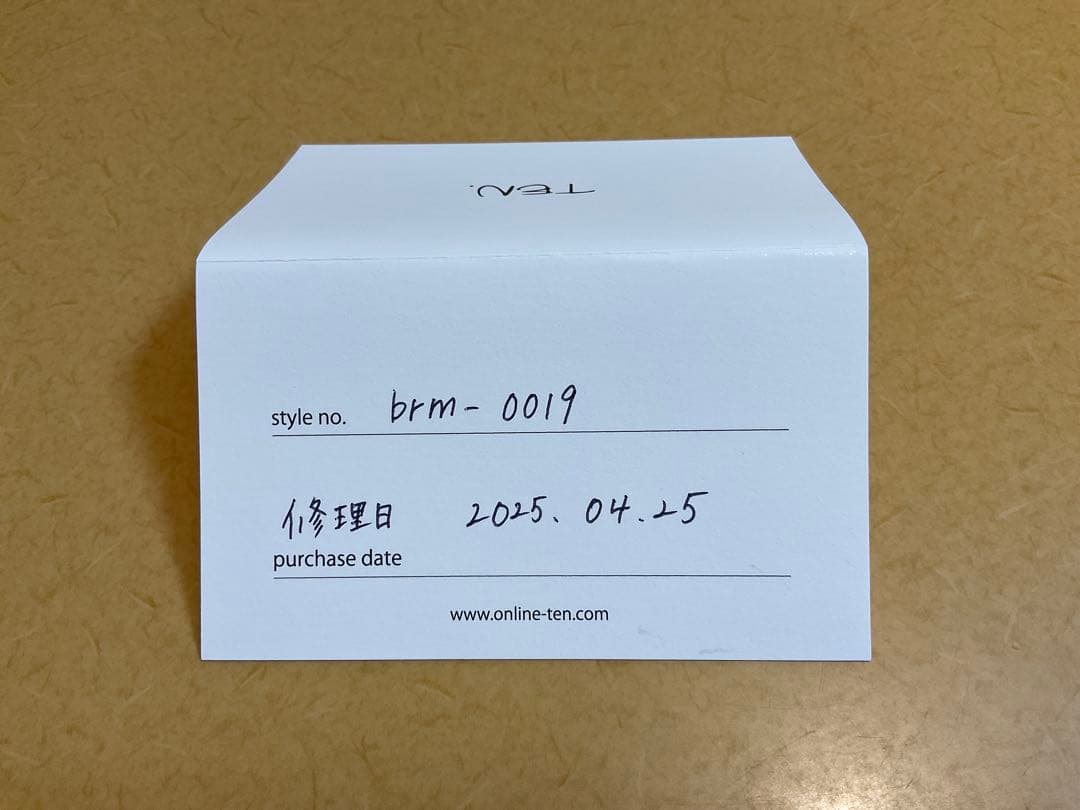 TEN.
style no. brm-0019
修理日 2025.04.25
purchase date
www.online-ten.com